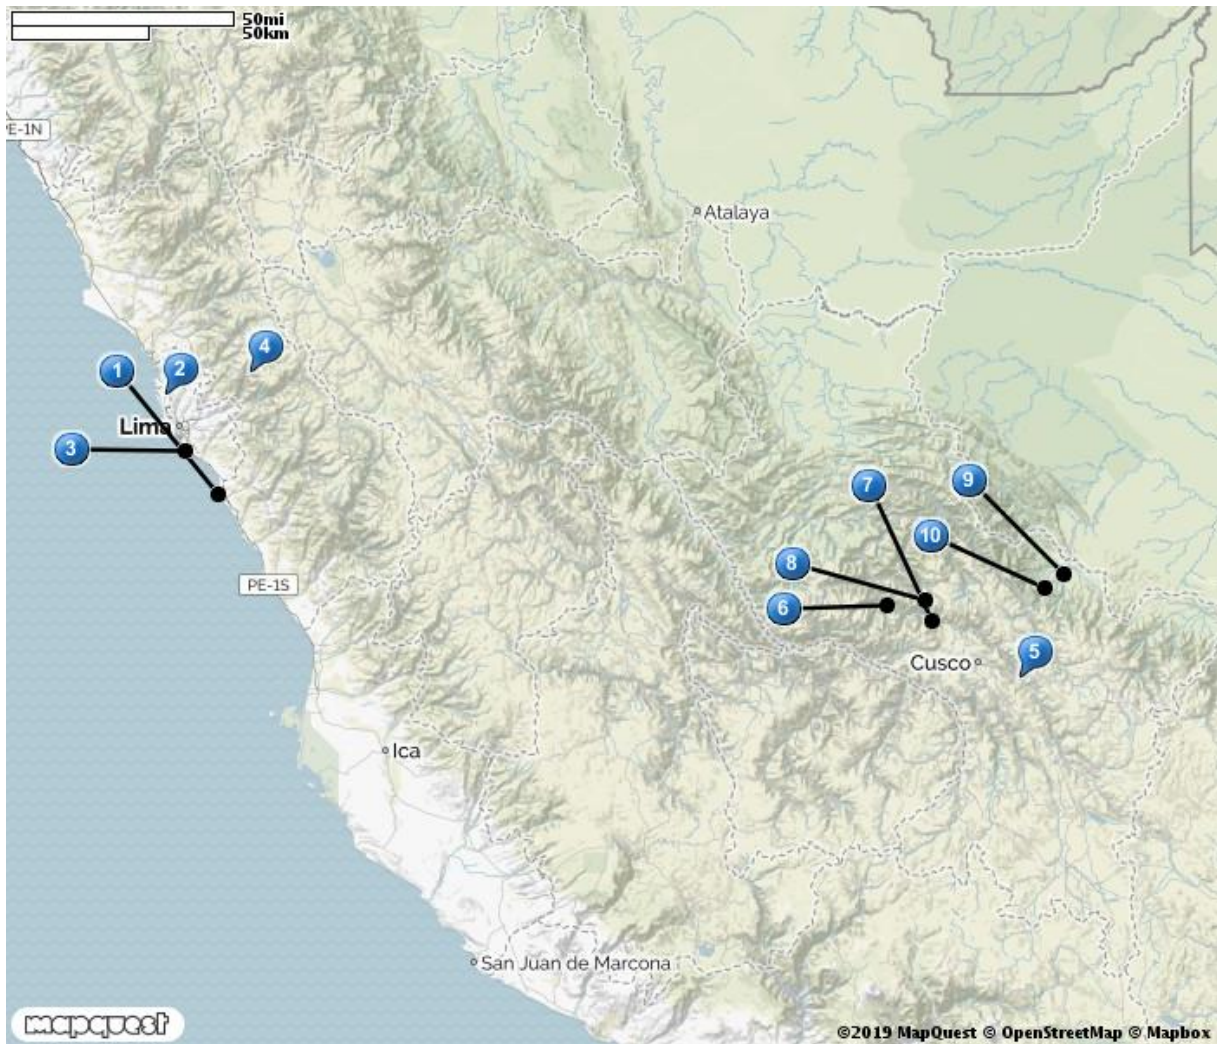 50mi
50km
PE-1N
Atalaya
4
1
2
Lima
3
9
7
10
8
PE-1S
6
5
Cusco
Ica
San Juan de Marcona
mapquest
©2019 MapQuest © OpenStreetMap © Mapbox